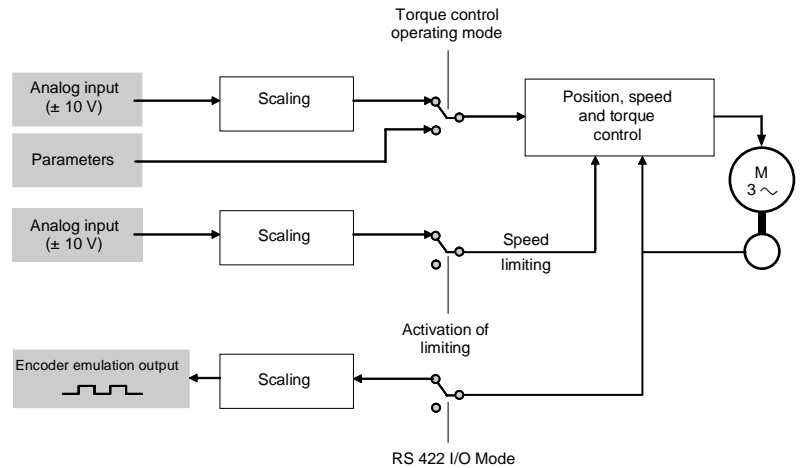 Torque control
operating mode
Analog input
(± 10 V)
Scaling
Position, speed
and torque
control
Parameters
M
3 ~
Analog input
(± 10 V)
Scaling
Speed
limiting
Activation of
limiting
Encoder emulation output
Scaling
RS 422 I/O Mode